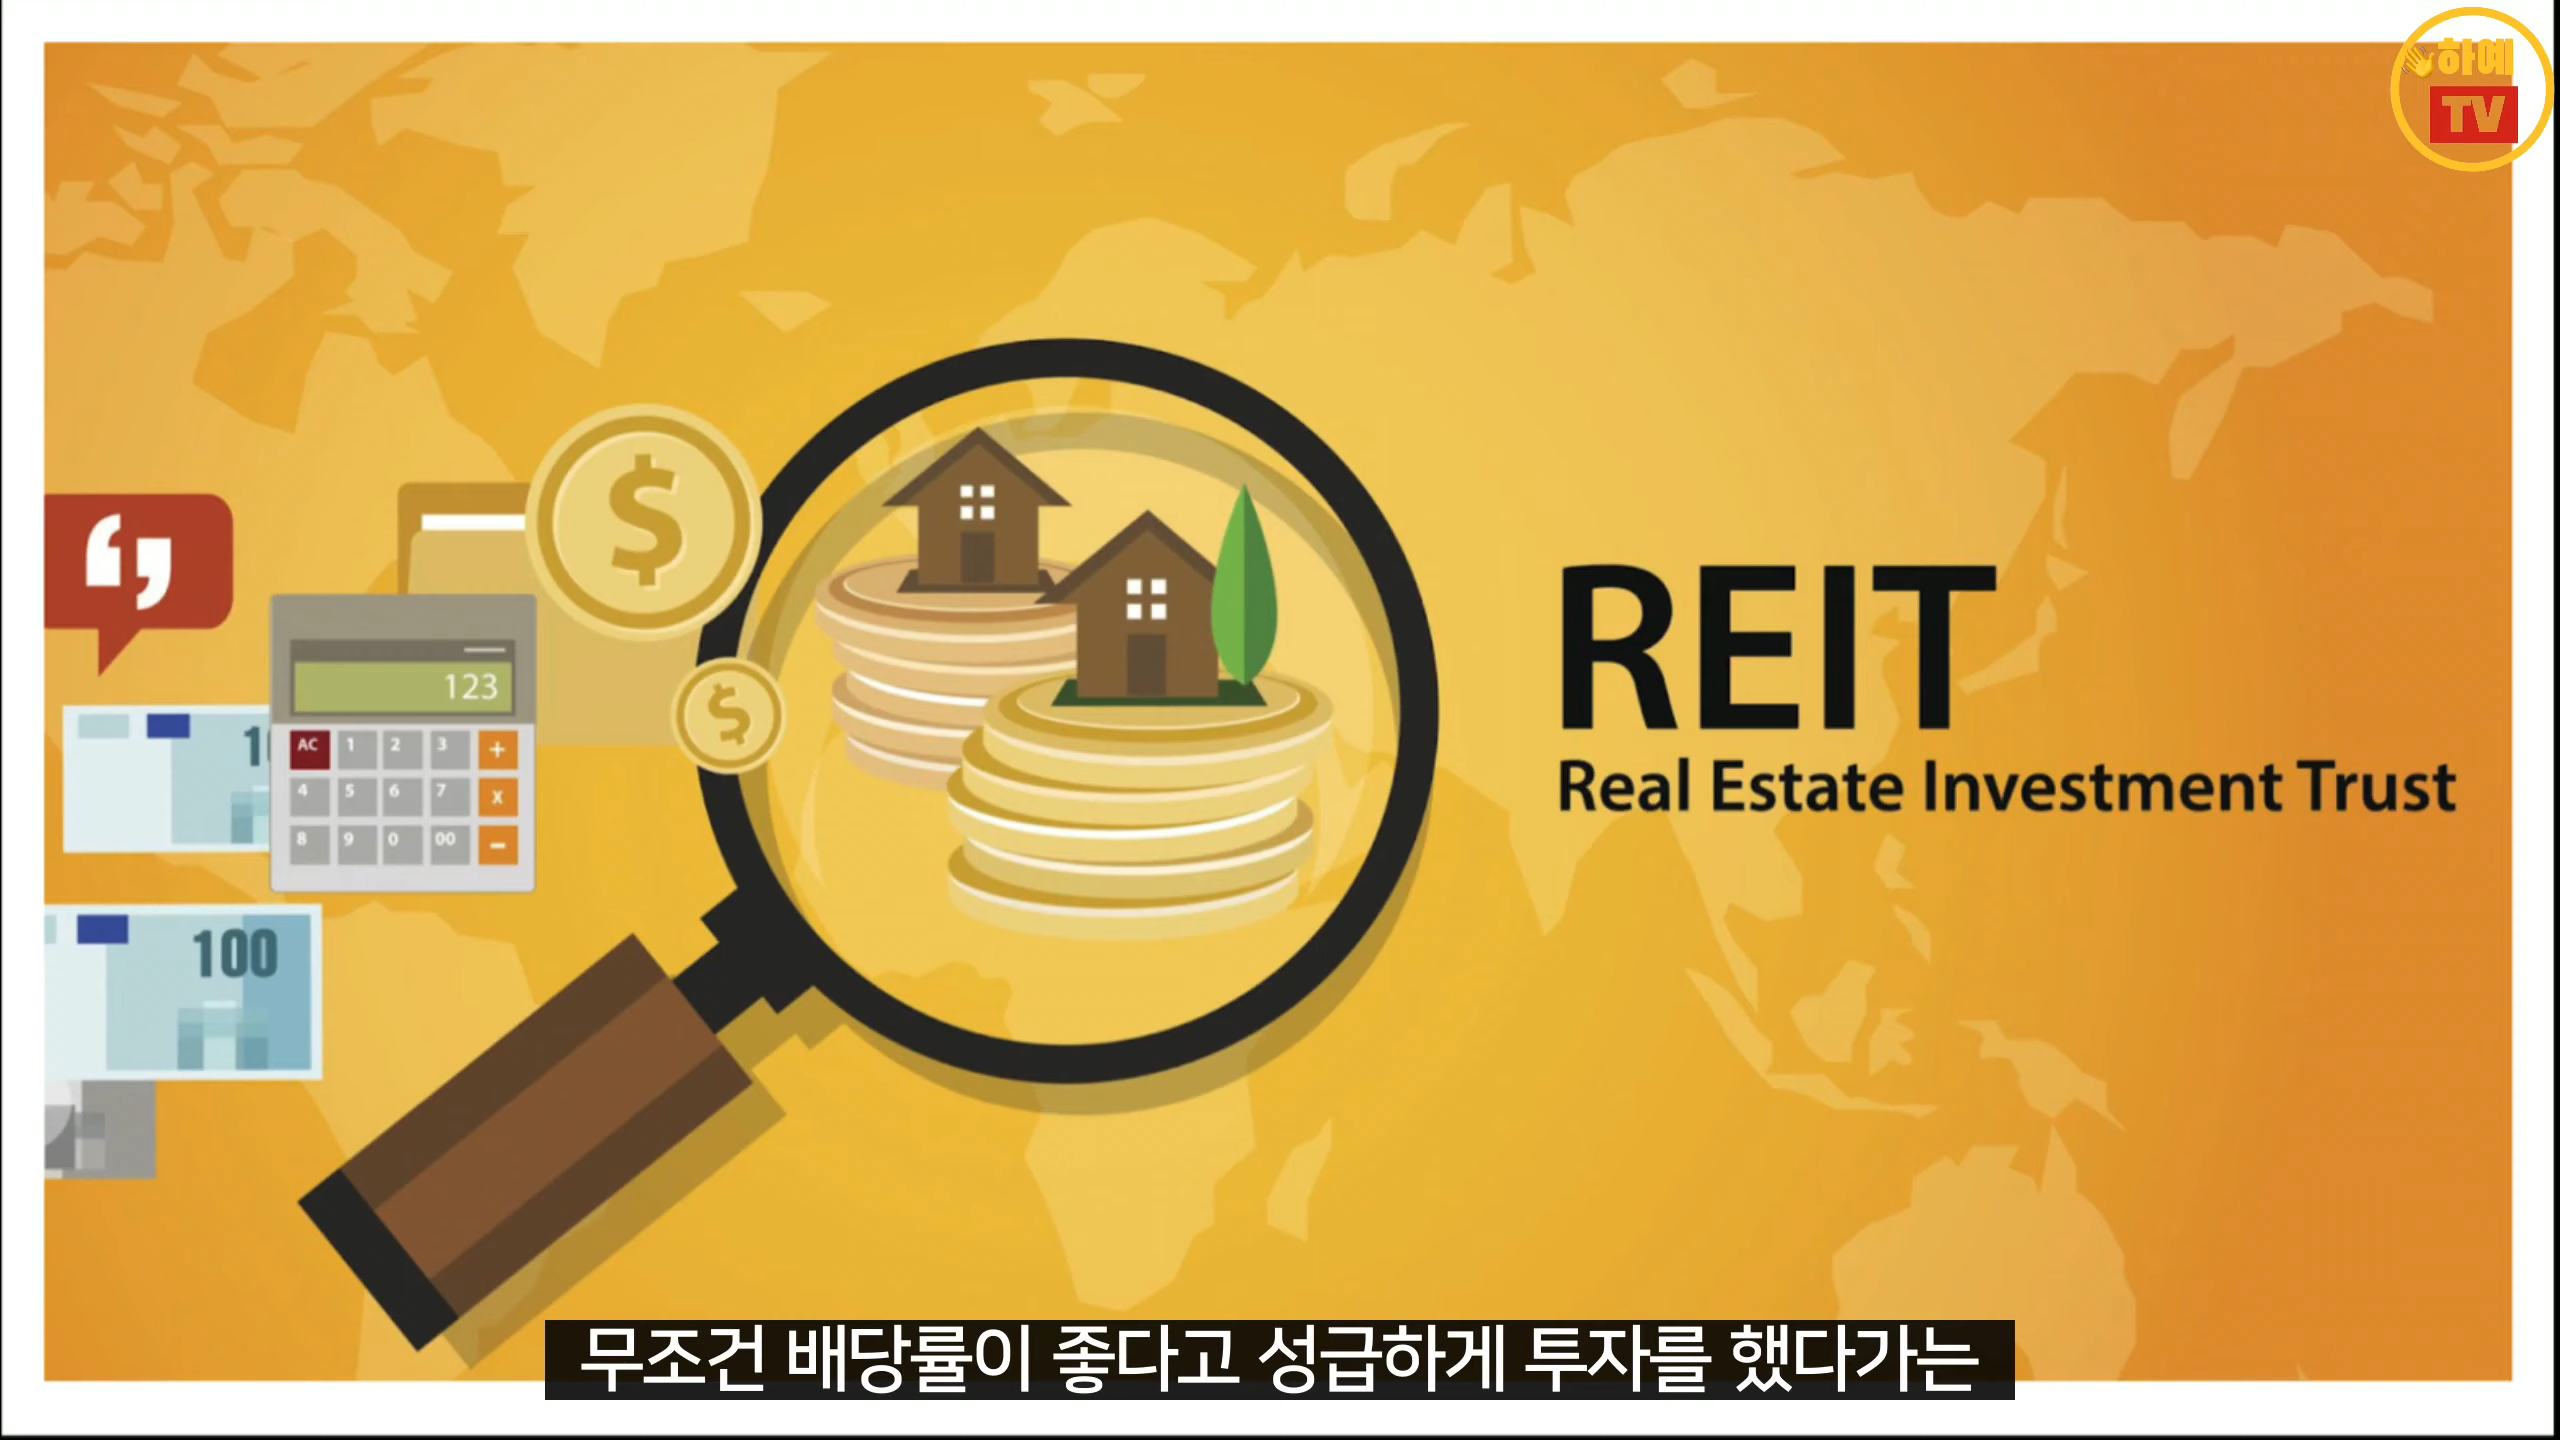 하예
TV
$
123
$
REIT
Real Estate Investment Trust
10
AC 1 2 3 +
4 5 6 7 x
8 9 0 00 -
100
무조건 배당률이 좋다고 성급하게 투자를 했다가는